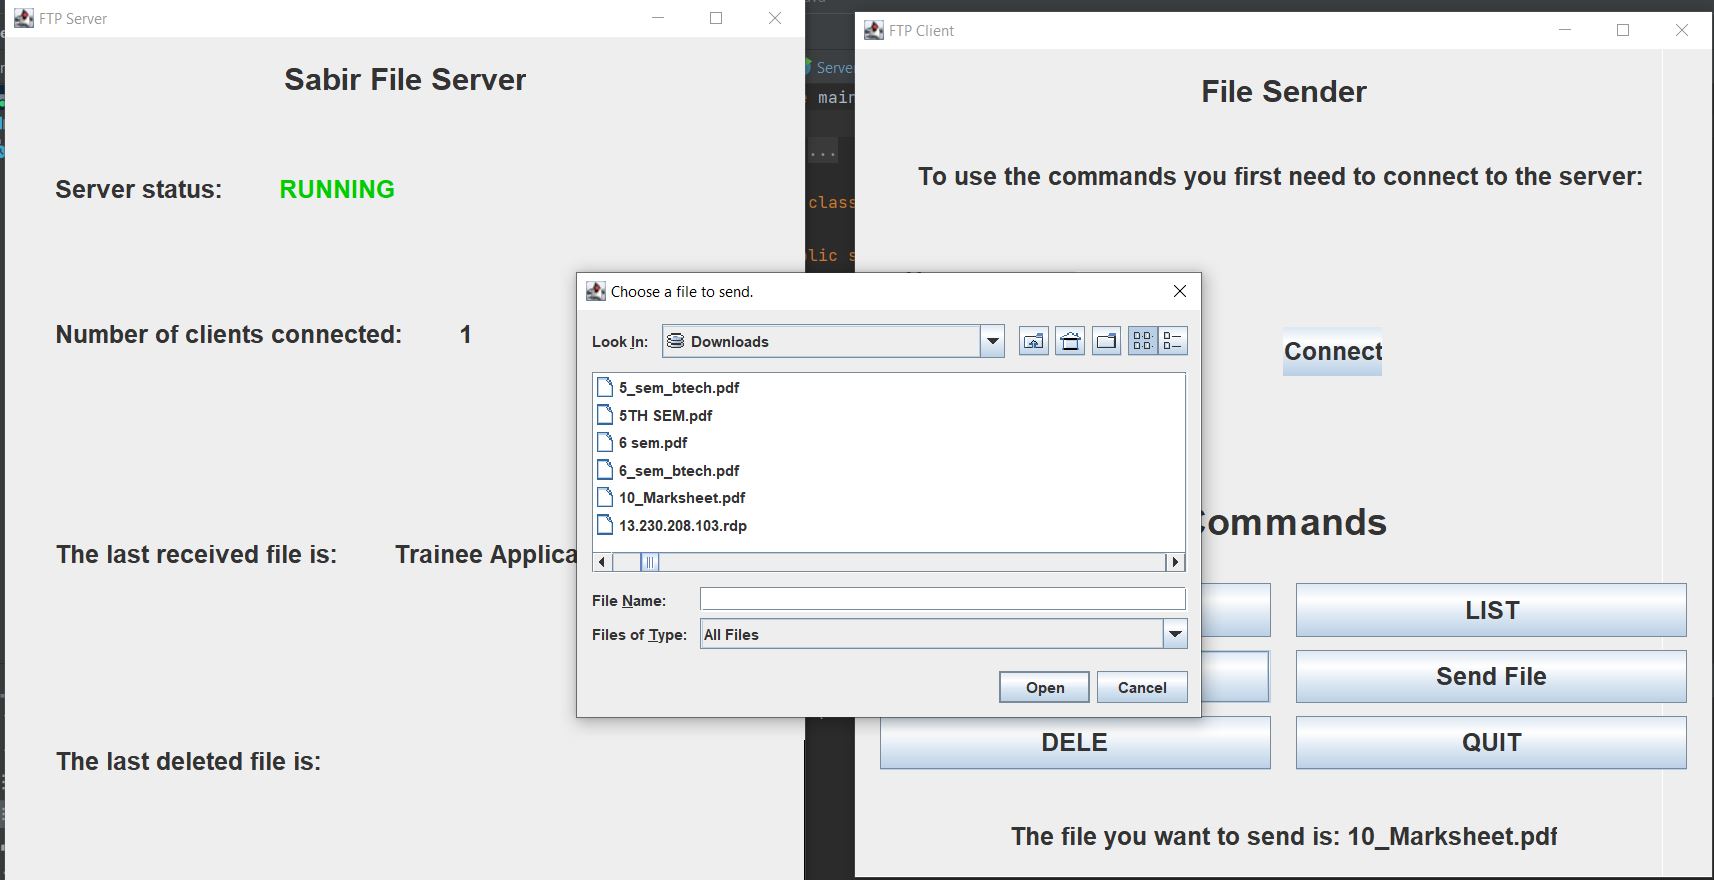 FTP Server
Sabir File Server
Server status: RUNNING
Number of clients connected: 1
The last received file is: Trainee Applica
The last deleted file is:
Server
main
...
class
lic s
Choose a file to send.
Look In: Downloads
5_sem_btech.pdf
5TH SEM.pdf
6 sem.pdf
6_sem_btech.pdf
10_Marksheet.pdf
13.230.208.103.rdp
File Name:
Files of Type: All Files
Open Cancel
FTP Client
File Sender
To use the commands you first need to connect to the server:
Connect
Commands
LIST
Send File
DELE QUIT
The file you want to send is: 10_Marksheet.pdf